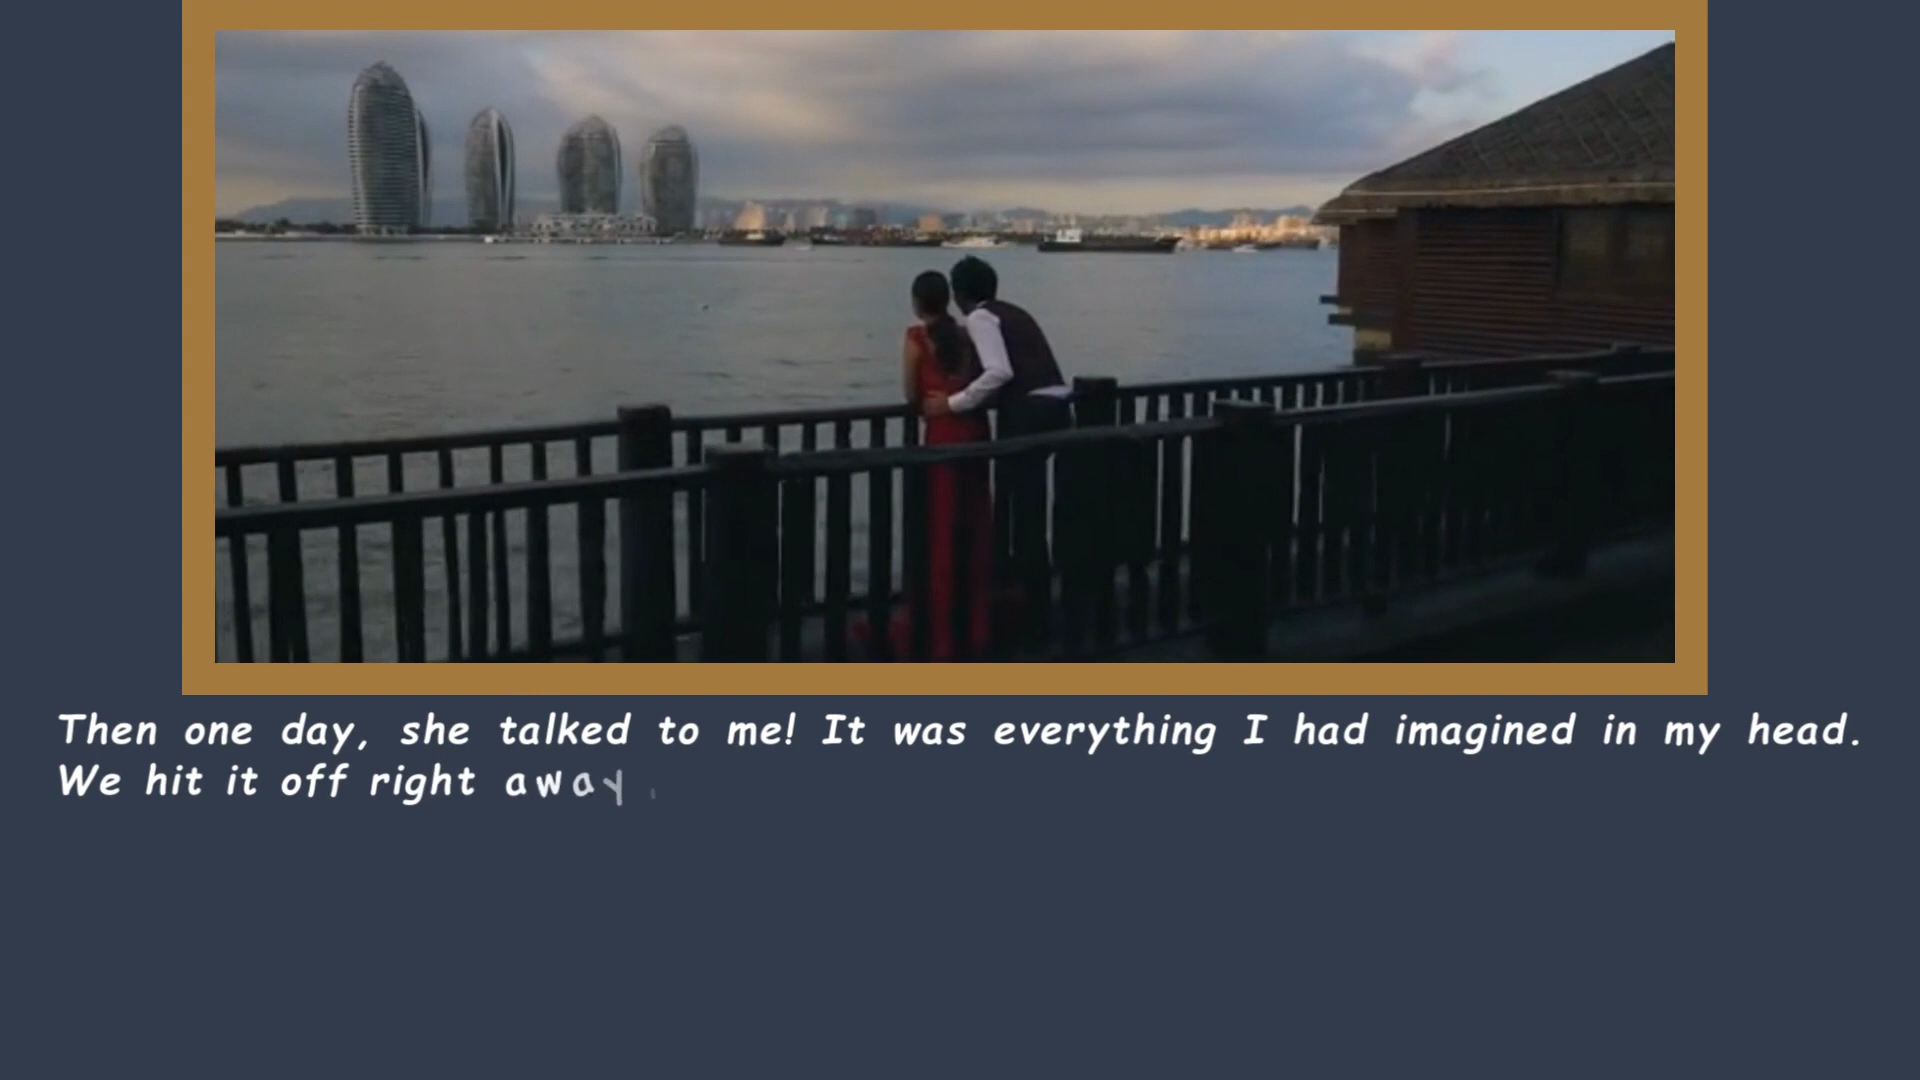 Then one day, she talked to me! It was everything I had imagined in my head.
We hit it off right away.